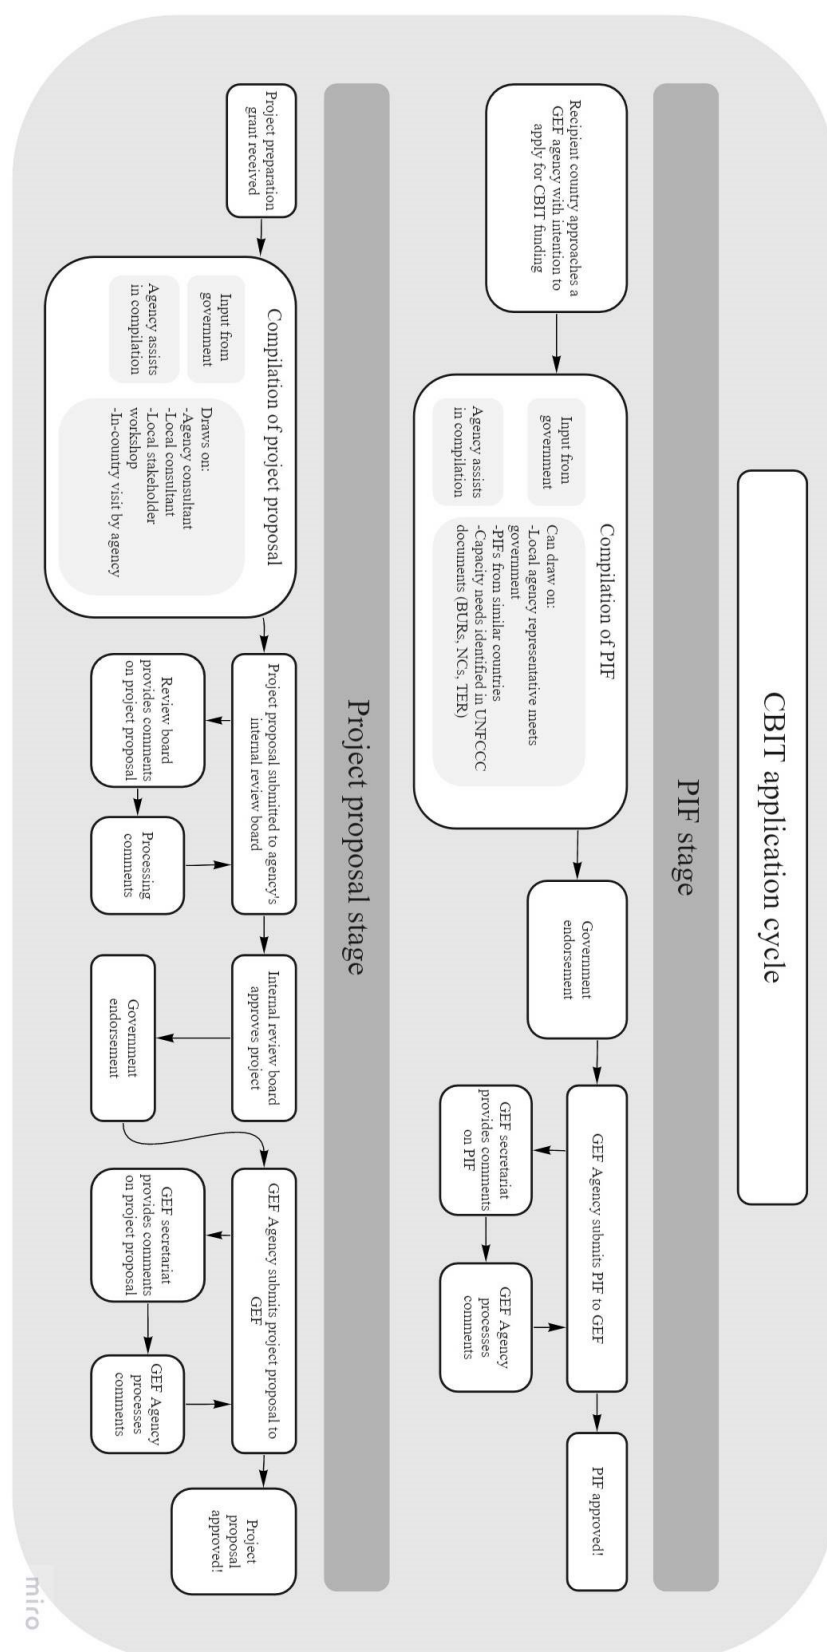 CBIT application cycle
PIF stage
Recipient country approaches a
GEF agency with intention to
apply for CBIT funding
Compilation of PIF
Input from
government
Agency assists
in compilation
Can draw on:
-Local agency representative meets
government
-PIFs from similar countries
-Capacity needs identified in UNFCCC
documents (BURs, NCs, TER)
Government
endorsement
GEF Agency submits PIF to GEF
GEF secretariat
provides comments
on PIF
GEF Agency
processes
comments
PIF approved!
Project proposal stage
Project preparation
grant received
Compilation of project proposal
Input from
government
Agency assists
in compilation
Draws on:
-Agency consultant
-Local consultant
-Local stakeholder
workshop
-In-country visit by agency
Project proposal submitted to agency's
internal review board
Review board
provides comments
on project proposal
Processing
comments
Internal review board
approves project
Government
endorsement
GEF Agency submits project proposal to
GEF
GEF secretariat
provides comments
on project proposal
GEF Agency
processes
comments
Project
proposal
approved!
miro